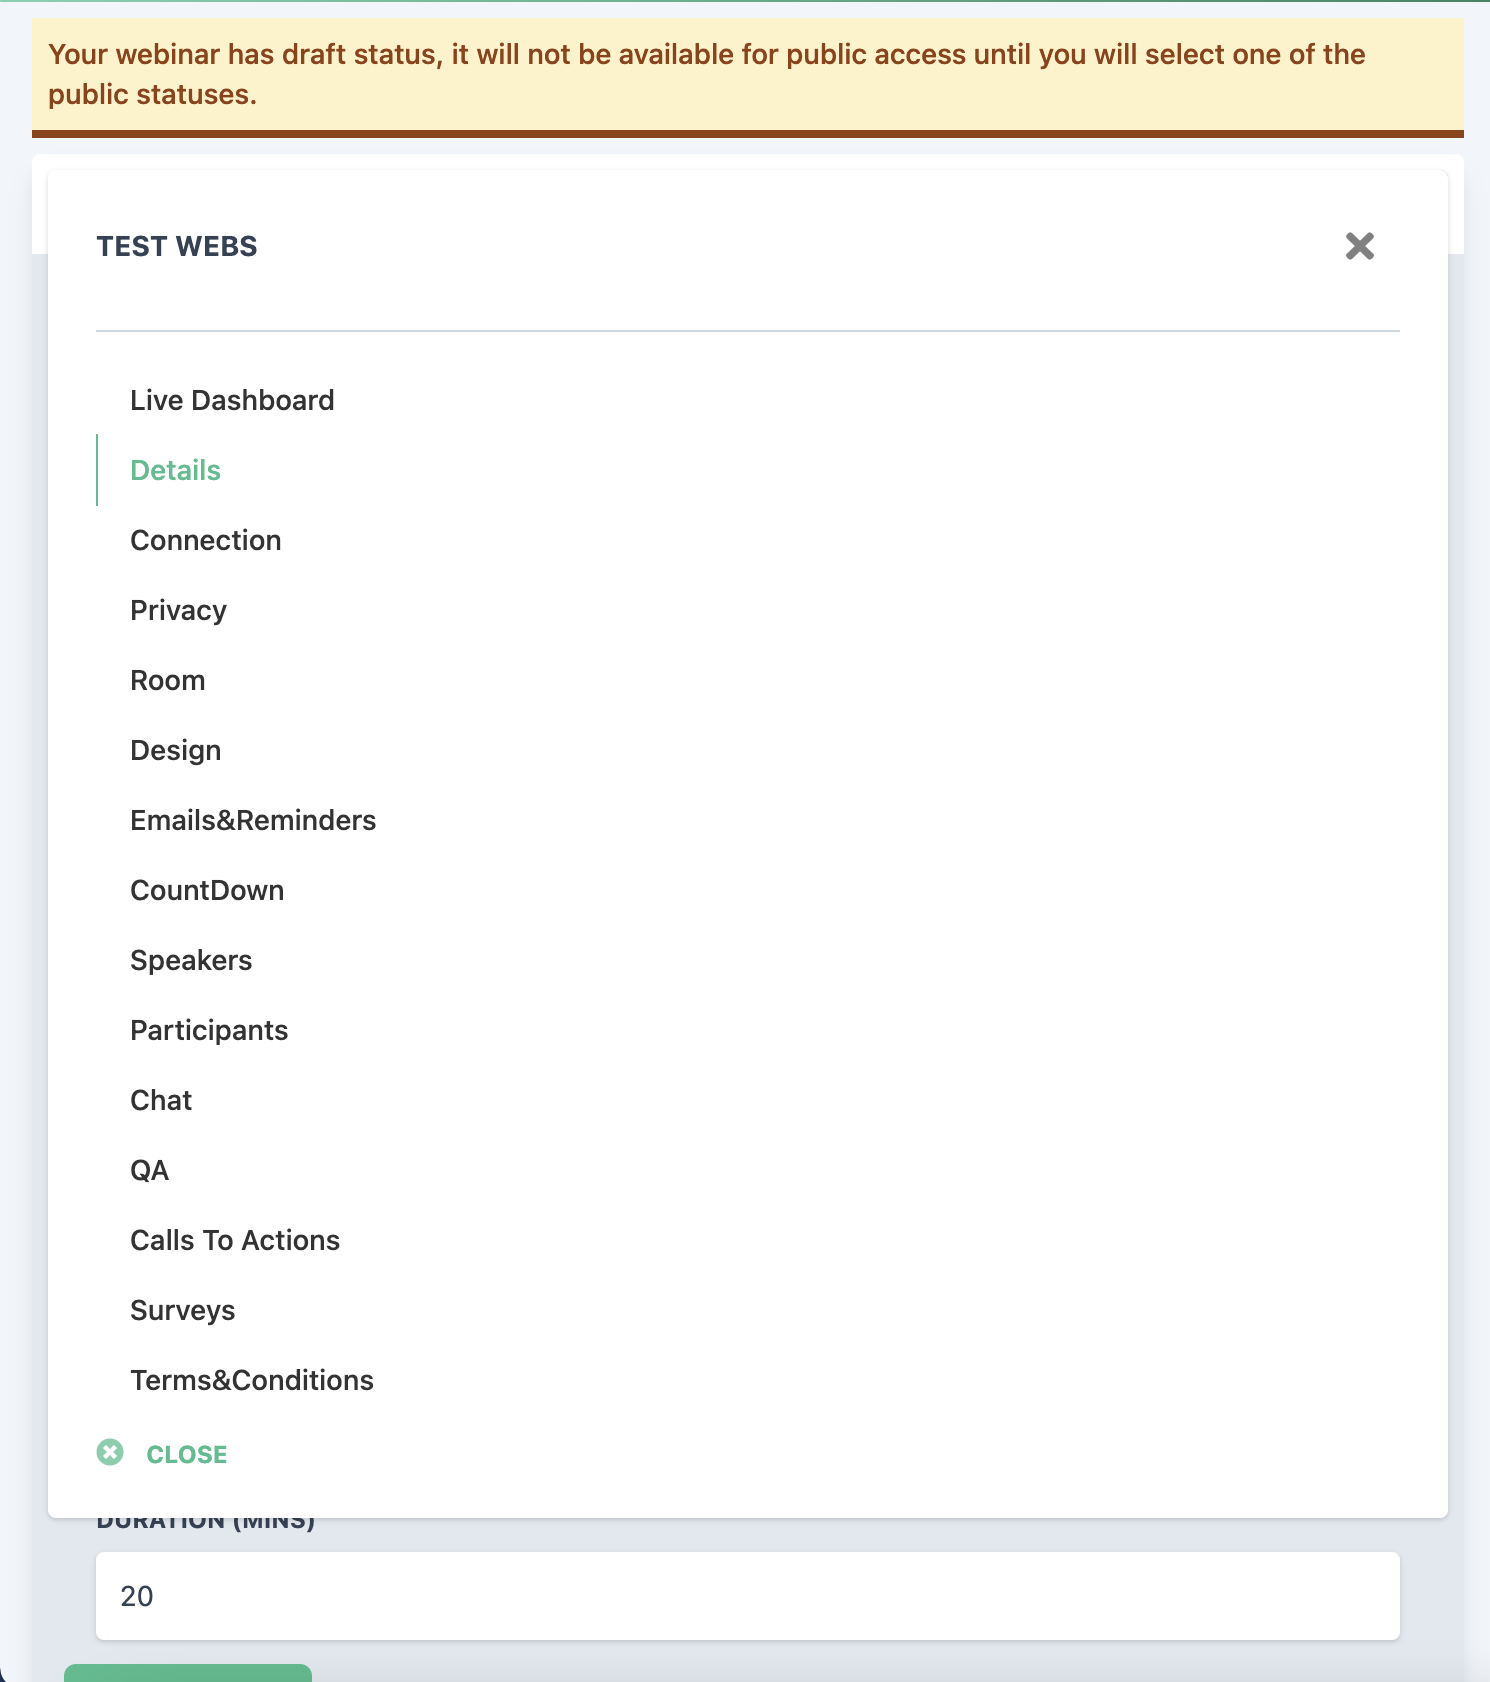 Your webinar has draft status, it will not be available for public access until you will select one of the
public statuses.
TEST WEBS
Live Dashboard
Details
Connection
Privacy
Room
Design
Emails&Reminders
CountDown
Speakers
Participants
Chat
QA
Calls To Actions
Surveys
Terms&Conditions
CLOSE
DURATION (MINS)
20